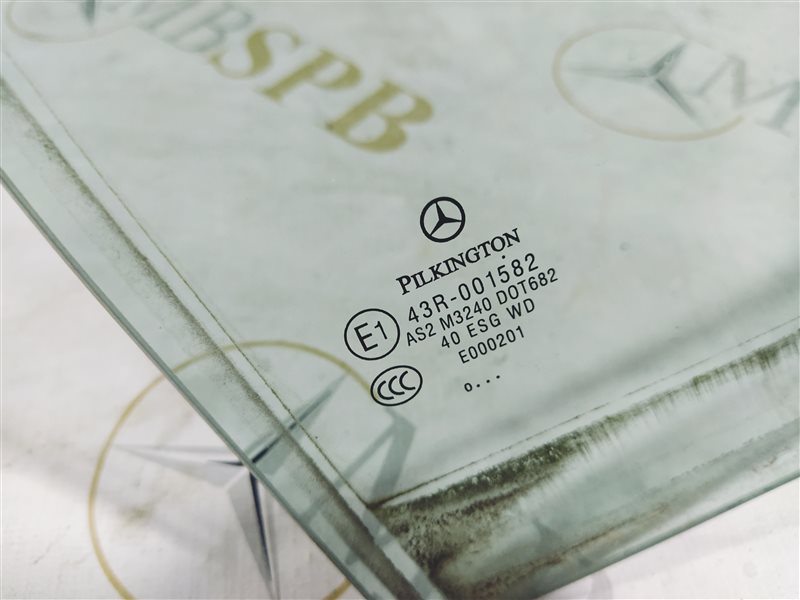 MBSPB
M
PILKINGTON
43R-001582
E1
AS2 M3240 DOT682
40 ESG WD
E000201
CCC
o...